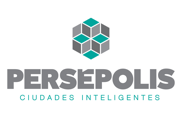 PERSÉPOLIS
CIUDADES INTELIGENTES